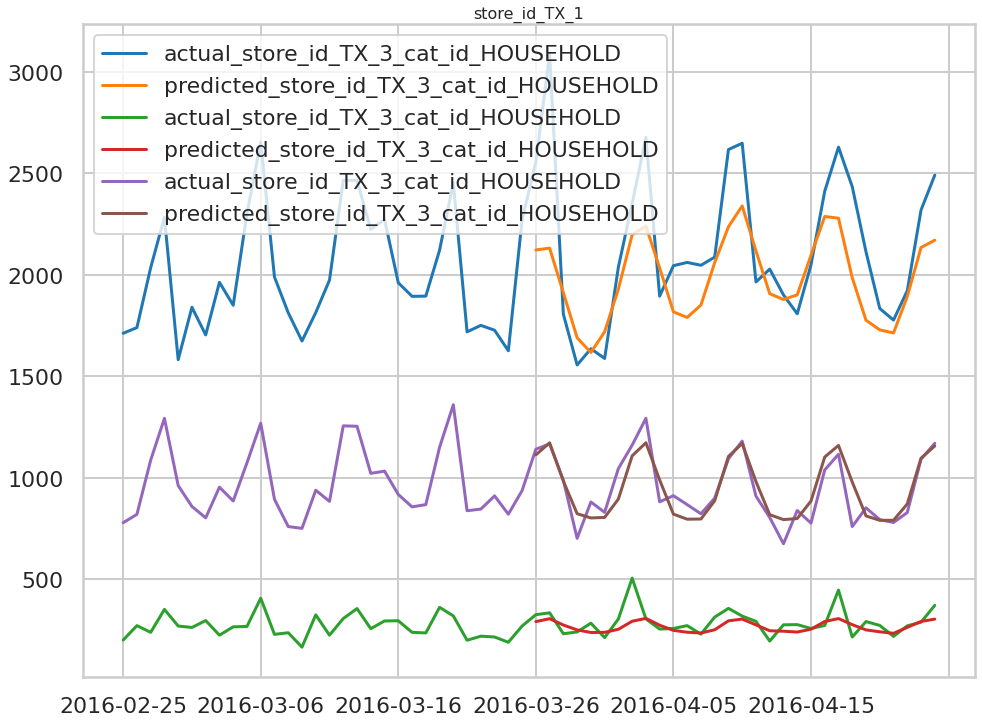 store_id_TX_1
actual_store_id_TX_3_cat_id_HOUSEHOLD
predicted_store_id_TX_3_cat_id_HOUSEHOLD
actual_store_id_TX_3_cat_id_HOUSEHOLD
predicted_store_id_TX_3_cat_id_HOUSEHOLD
actual_store_id_TX_3_cat_id_HOUSEHOLD
predicted_store_id_TX_3_cat_id_HOUSEHOLD
3000
2500
2000
1500
1000
500
2016-02-25 2016-03-06 2016-03-16 2016-03-26 2016-04-05 2016-04-15